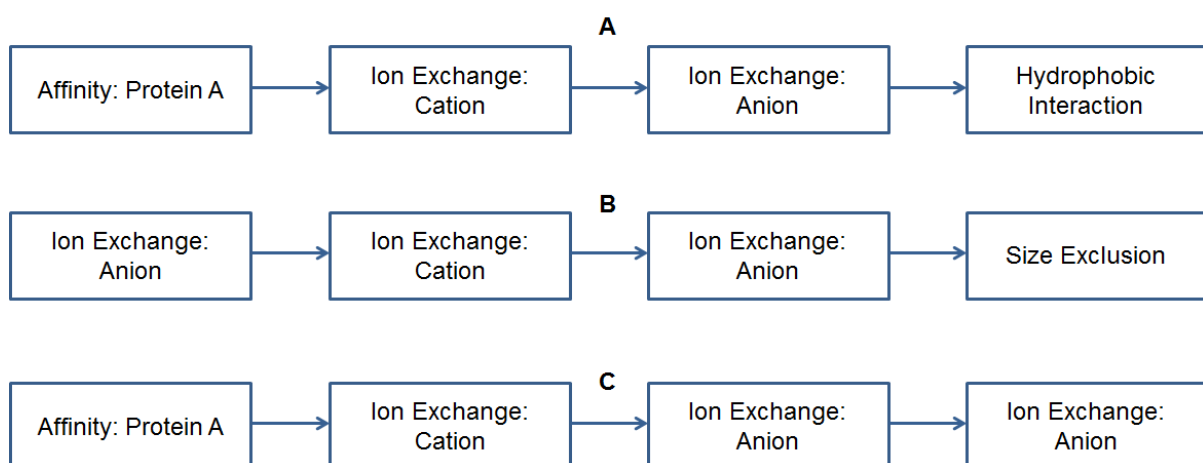 A
Affinity: Protein A
Ion Exchange:
Cation
Ion Exchange:
Anion
Hydrophobic
Interaction
B
Ion Exchange:
Anion
Ion Exchange:
Cation
Ion Exchange:
Anion
Size Exclusion
C
Affinity: Protein A
Ion Exchange:
Cation
Ion Exchange:
Anion
Ion Exchange:
Anion